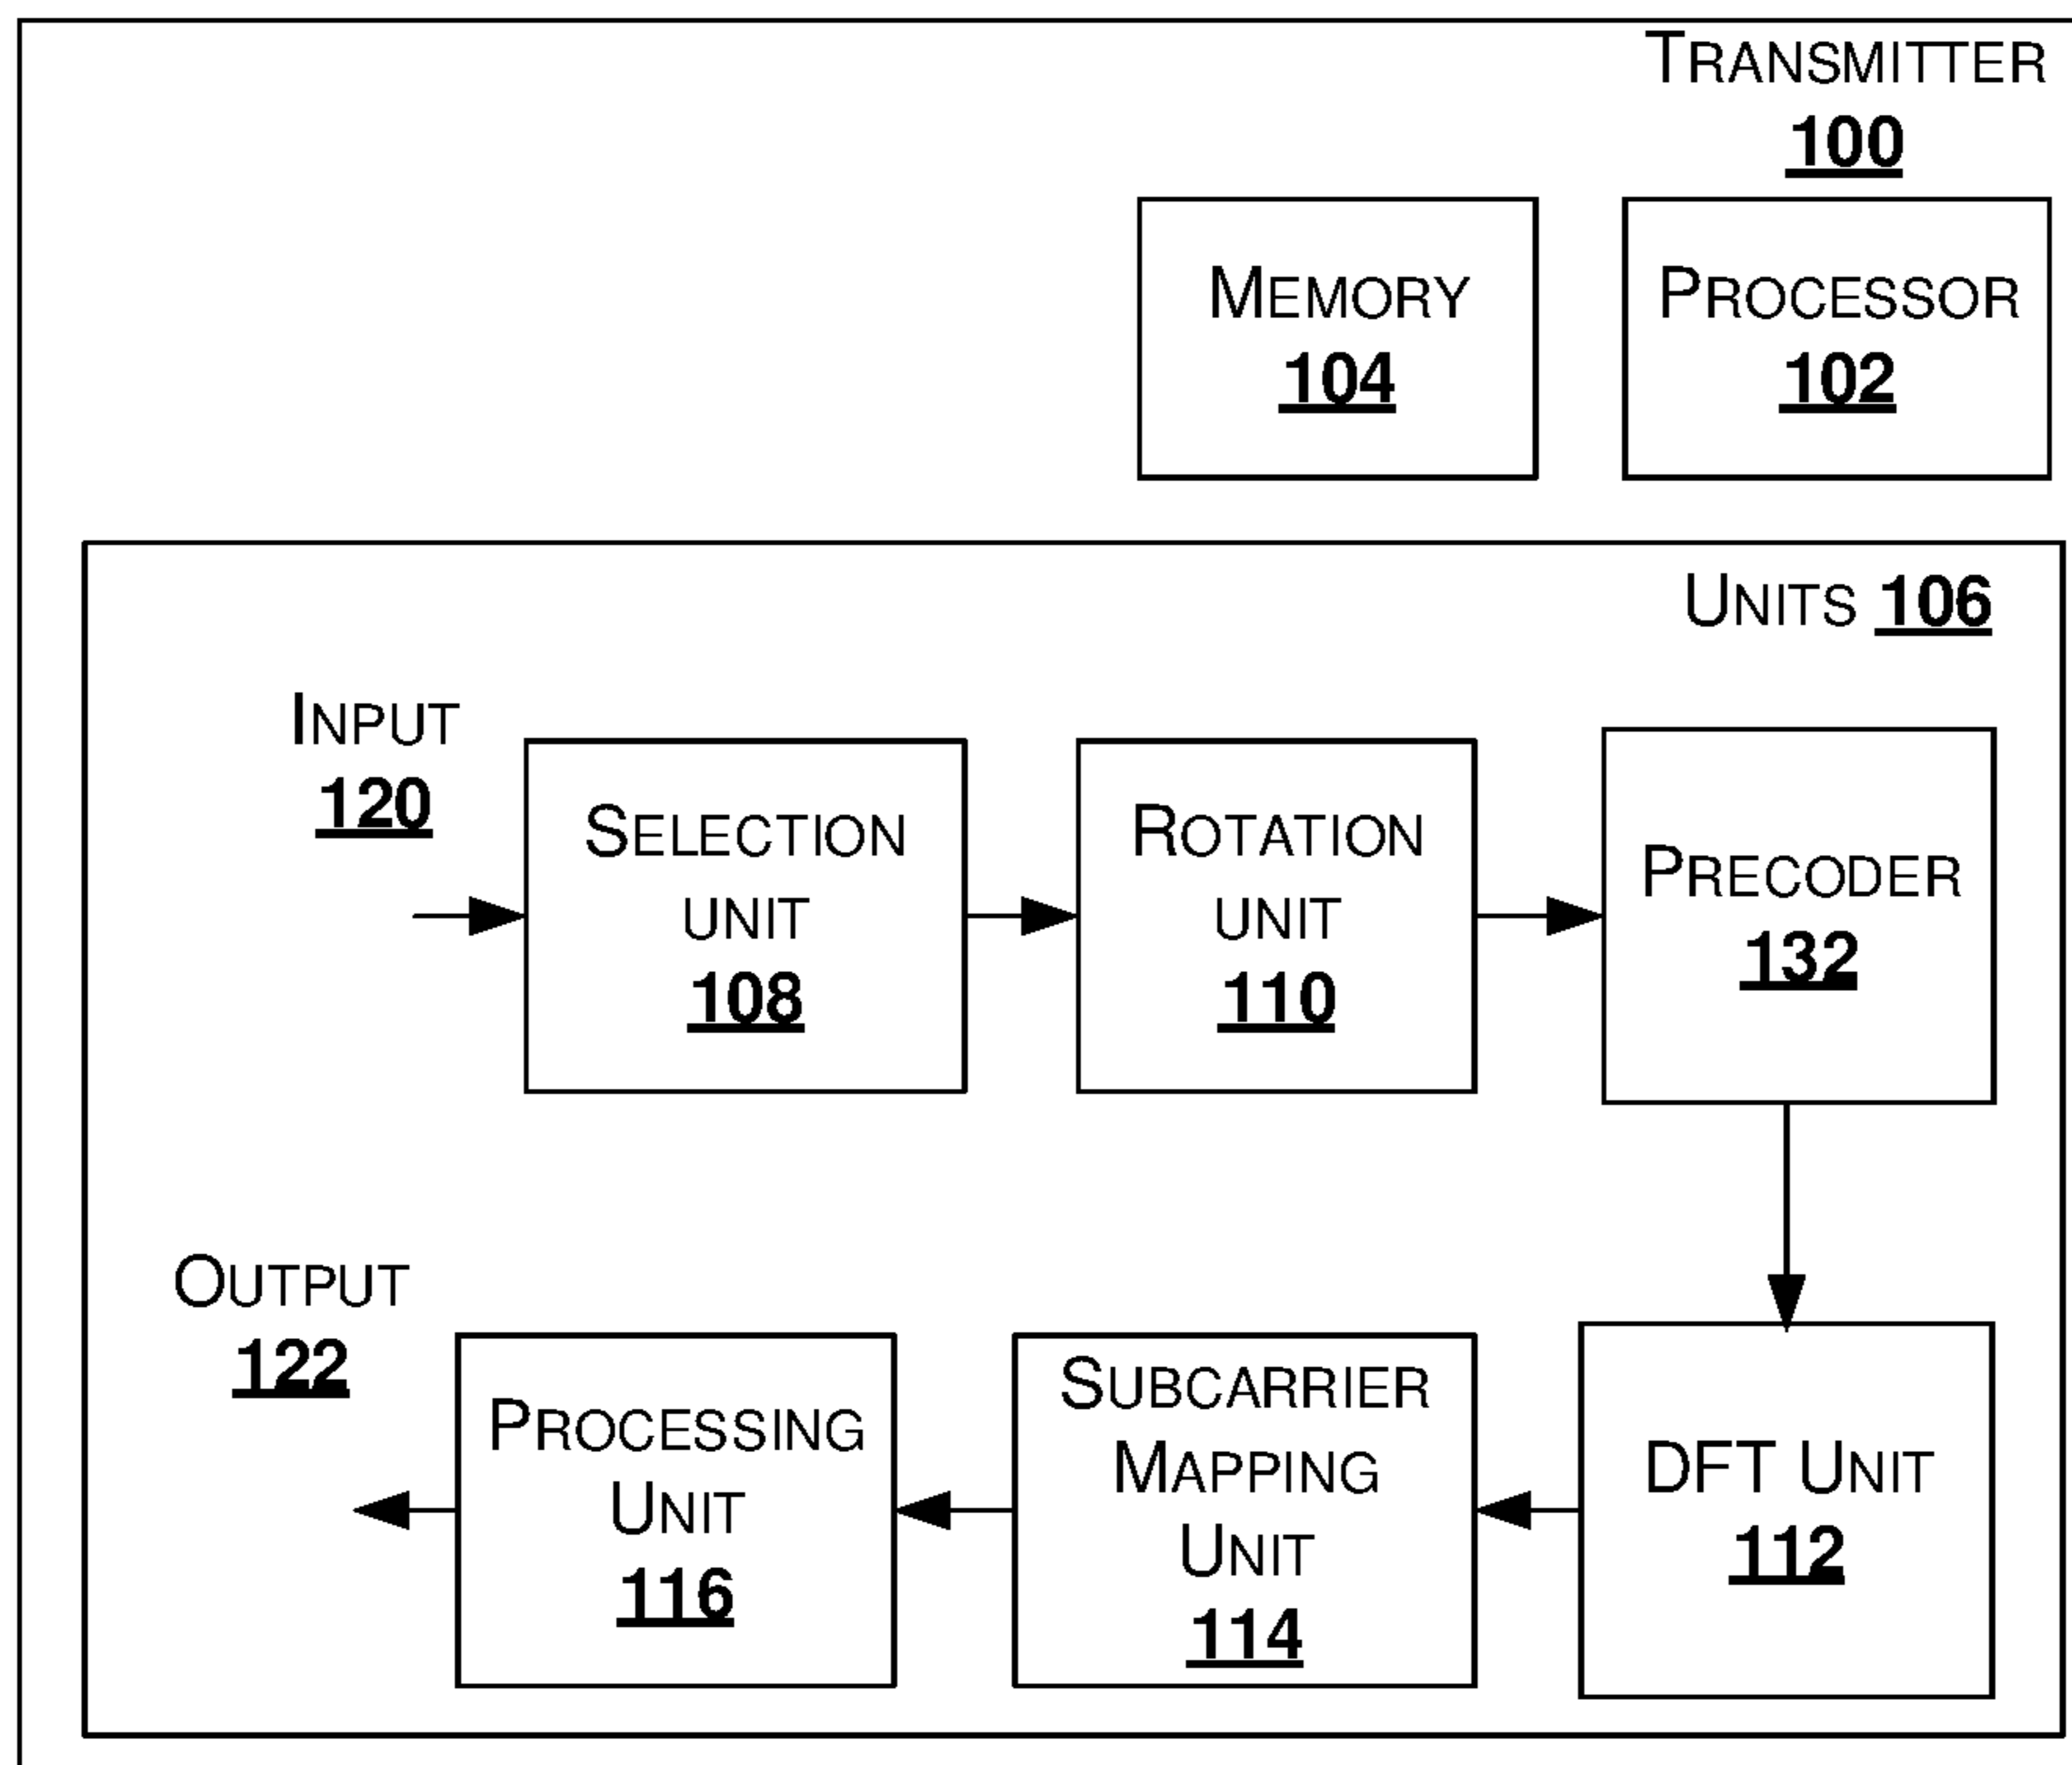 TRANSMITTER
100
MEMORY
104
PROCESSOR
102
UNITS 106
INPUT
120
SELECTION
UNIT
108
ROTATION
UNIT
110
PRECODER
132
OUTPUT
122
PROCESSING
UNIT
116
SUBCARRIER
MAPPING
UNIT
114
DFT UNIT
112